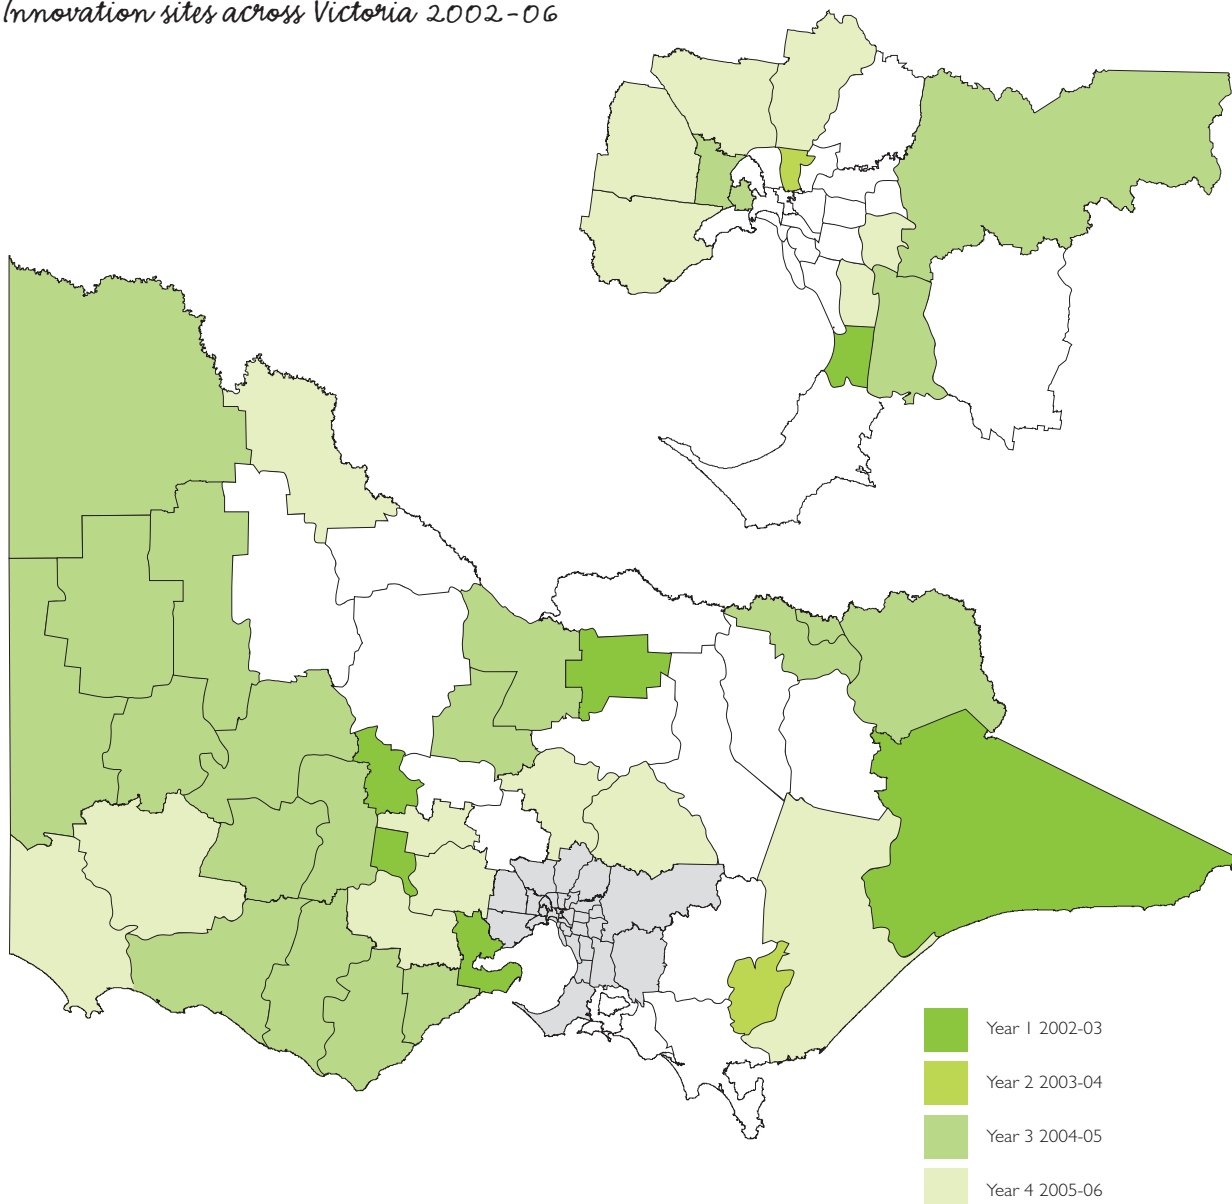 Innovation sites across Victoria 2002-06
Year 1 2002-03
Year 2 2003-04
Year 3 2004-05
Year 4 2005-06